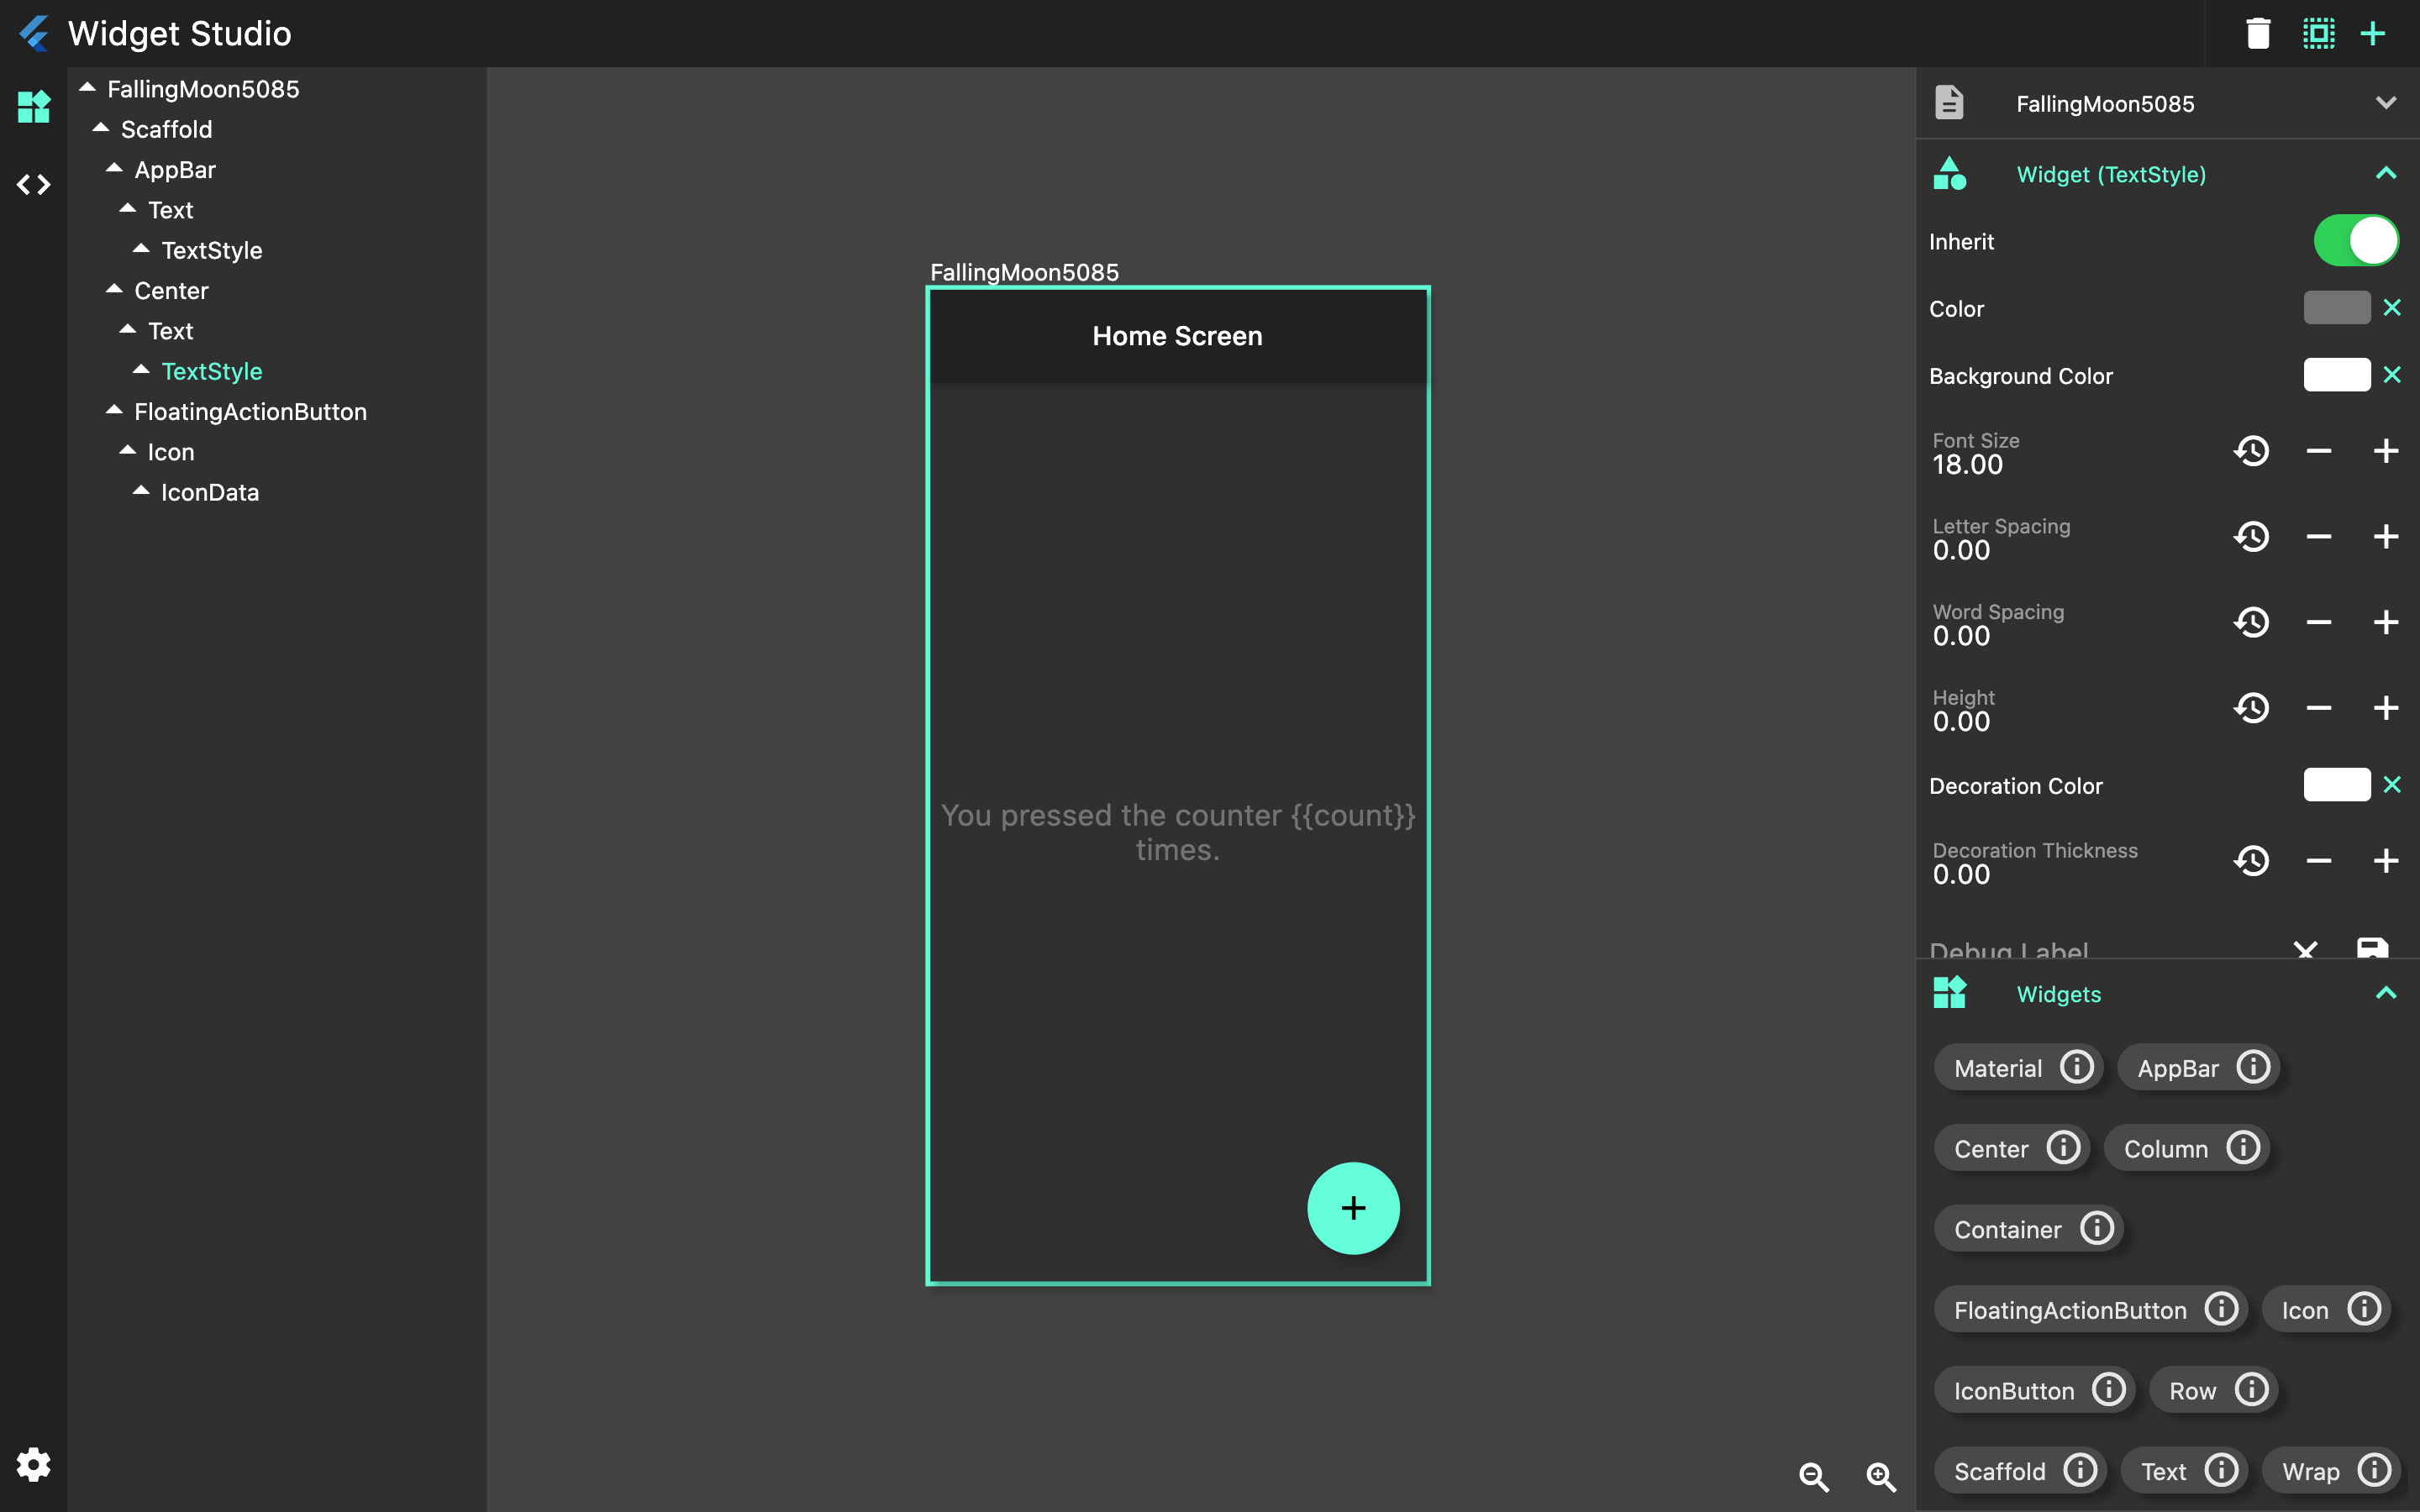 Widget Studio
FallingMoon5085
Scaffold
AppBar
Text
TextStyle
Center
Text
TextStyle
FloatingActionButton
Icon
IconData
FallingMoon5085
Home Screen
You pressed the counter {{count}}
times.
FallingMoon5085
Widget (TextStyle)
Inherit
Color
Background Color
Font Size
18.00
Letter Spacing
0.00
Word Spacing
0.00
Height
0.00
Decoration Color
Decoration Thickness
0.00
Debug Label
Widgets
Material AppBar
Center Column
Container
FloatingActionButton Icon
IconButton Row
Scaffold Text Wrap